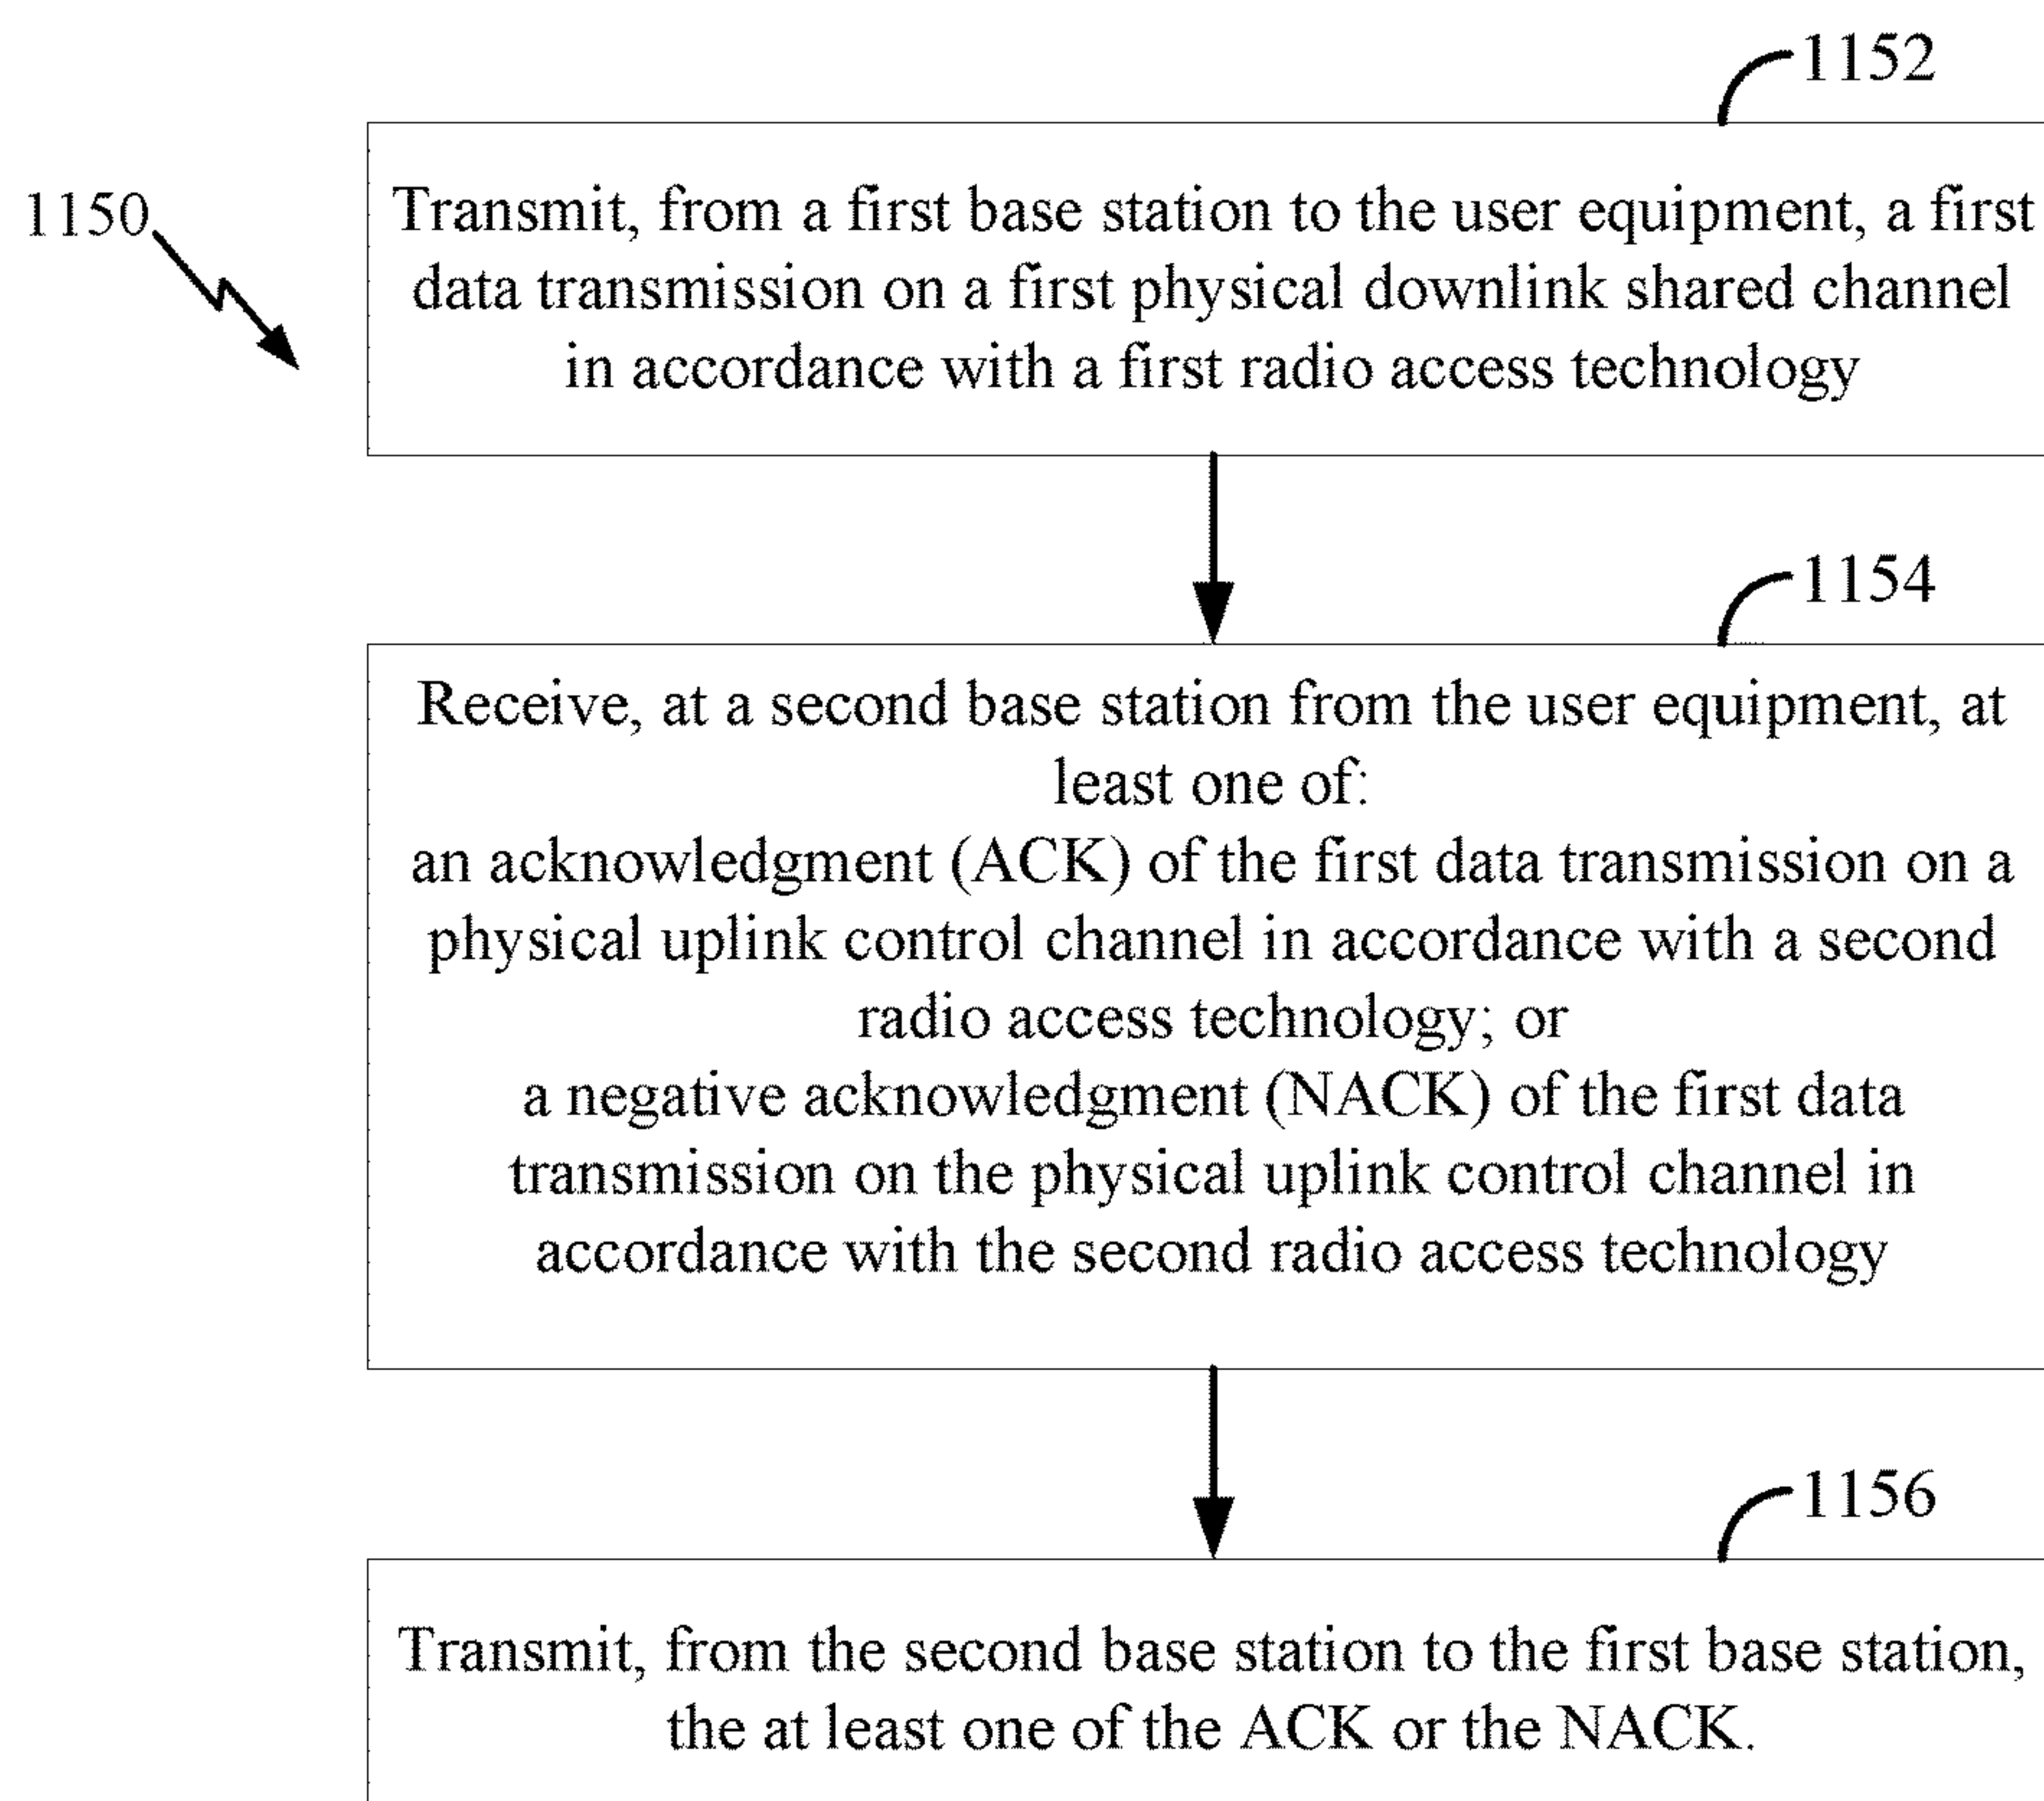 1152
1150
Transmit, from a first base station to the user equipment, a first
data transmission on a first physical downlink shared channel
in accordance with a first radio access technology
1154
Receive, at a second base station from the user equipment, at
least one of:
an acknowledgment (ACK) of the first data transmission on a
physical uplink control channel in accordance with a second
radio access technology; or
a negative acknowledgment (NACK) of the first data
transmission on the physical uplink control channel in
accordance with the second radio access technology
1156
Transmit, from the second base station to the first base station,
the at least one of the ACK or the NACK.